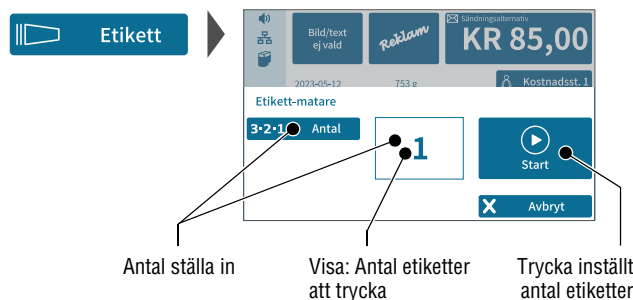 Etikett
Bild/text
ej vald
Reklam
Sändningsalternativ
KR 85,00
2023-05-12
753 g
Kostnadsst. 1
Etikett-matare
3·2·1 Antal
1
Start
Avbryt
Antal ställa in
Visa: Antal etiketter
att trycka
Trycka inställt
antal etiketter